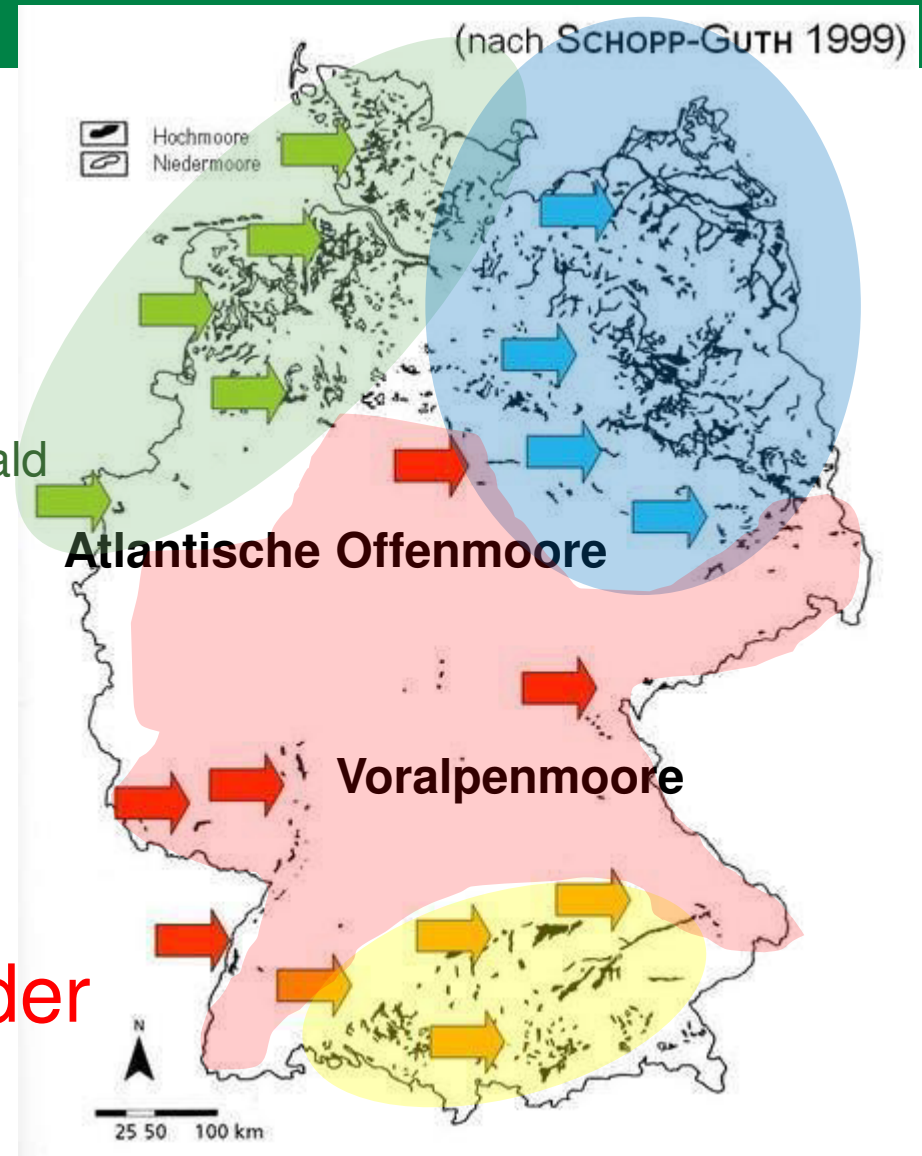 (nach SCHOPP-GUTH 1999)
Hochmoore
Niedermoore
ald
Atlantische Offenmoore
Voralpenmoore
der
N
25 50 100 km